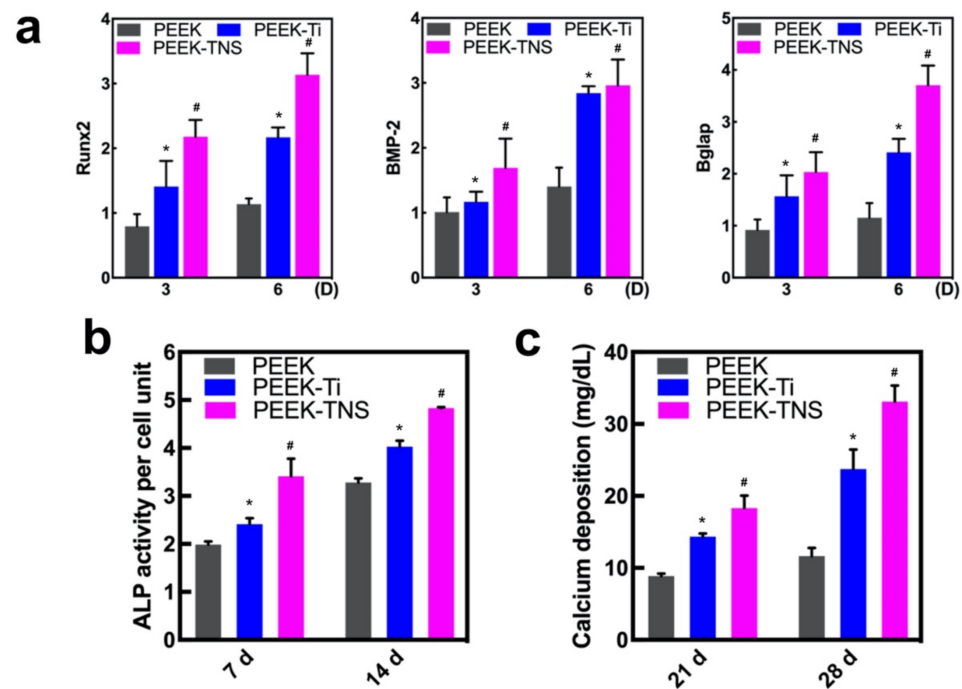 a
PEEK PEEK-Ti
PEEK-TNS
Runx2
4
3
2
1
0
* # * #
3 6 (D)
PEEK PEEK-Ti
PEEK-TNS
BMP-2
4
3
2
1
0
* # * #
3 6 (D)
PEEK PEEK-Ti
PEEK-TNS
Bglap
5
4
3
2
1
0
* # * #
3 6 (D)
b
PEEK
PEEK-Ti
PEEK-TNS
ALP activity per cell unit
6
5
4
3
2
1
0
* # * #
7 d 14 d
c
PEEK
PEEK-Ti
PEEK-TNS
Calcium deposition (mg/dL)
40
30
20
10
0
* # * #
21 d 28 d